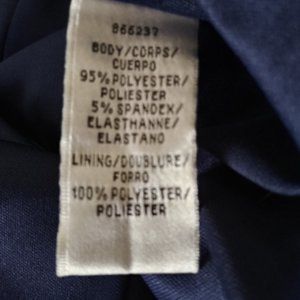 866237
BODY/CORPS/
CUERPO
95% POLYESTER/
POLIESTER
5% SPANDEX/
ELASTHANNE/
ELASTANO
LINING/DOUBLURE/
FORRO
100% POLYESTER/
POLIESTER